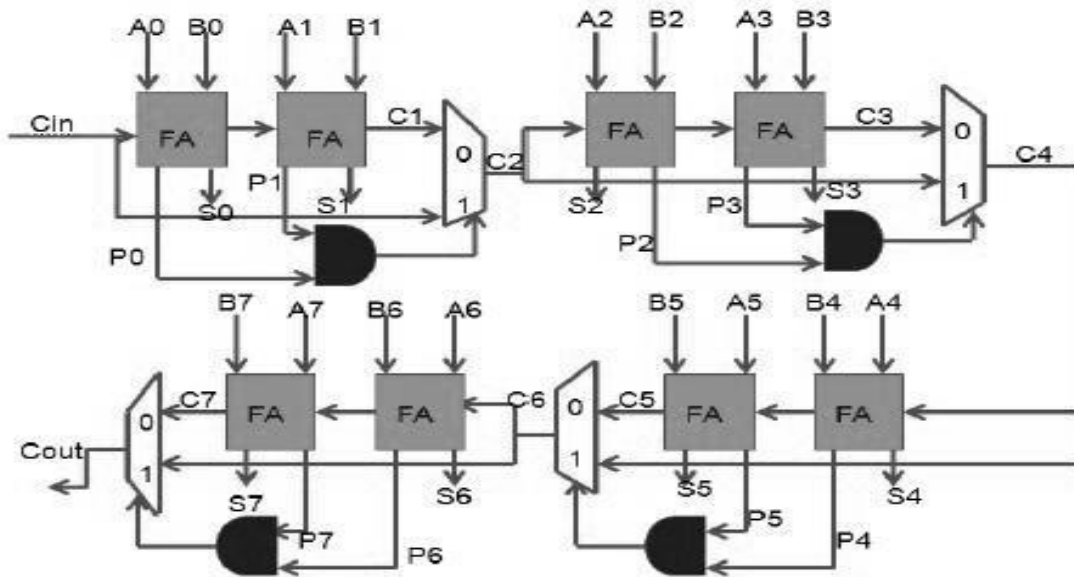 A0 B0 A1 B1 A2 B2 A3 B3
Cin FA FA C1 0 1 C2 FA FA C3 0 1 C4
S0 P1 S1 S2 P3 S3
P0 P2
B7 A7 B6 A6 B5 A5 B4 A4
Cout 0 1 C7 FA FA C6 0 1 C5 FA FA
S7 S6 S5 S4
P7 P6 P5 P4